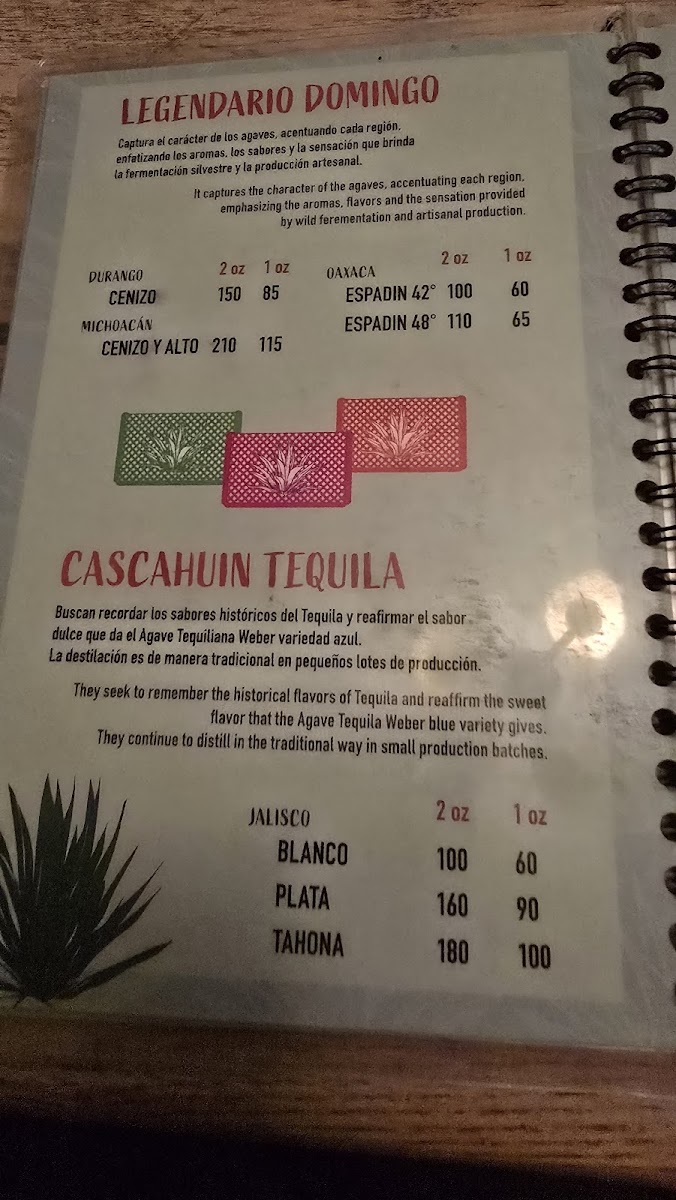 LEGENDARIO DOMINGO
Captura el carácter de los agaves, acentuando cada región,
enfatizando los aromas, los sabores y la sensación que brinda
la fermentación silvestre y la producción artesanal.
It captures the character of the agaves, accentuating each region,
emphasizing the aromas, flavors and the sensation provided
by wild ferementation and artisanal production.
DURANGO 2 oz 1 oz
CENIZO 150 85
MICHOACÁN
CENIZO Y ALTO 210 115
OAXACA 2 oz 1 oz
ESPADIN 42° 100 60
ESPADIN 48° 110 65
CASCAHUIN TEQUILA
Buscan recordar los sabores históricos del Tequila y reafirmar el sabor
dulce que da el Agave Tequiliana Weber variedad azul.
La destilación es de manera tradicional en pequeños lotes de producción.
They seek to remember the historical flavors of Tequila and reaffirm the sweet
flavor that the Agave Tequila Weber blue variety gives.
They continue to distill in the traditional way in small production batches.
JALISCO 2 oz 1 oz
BLANCO 100 60
PLATA 160 90
TAHONA 180 100